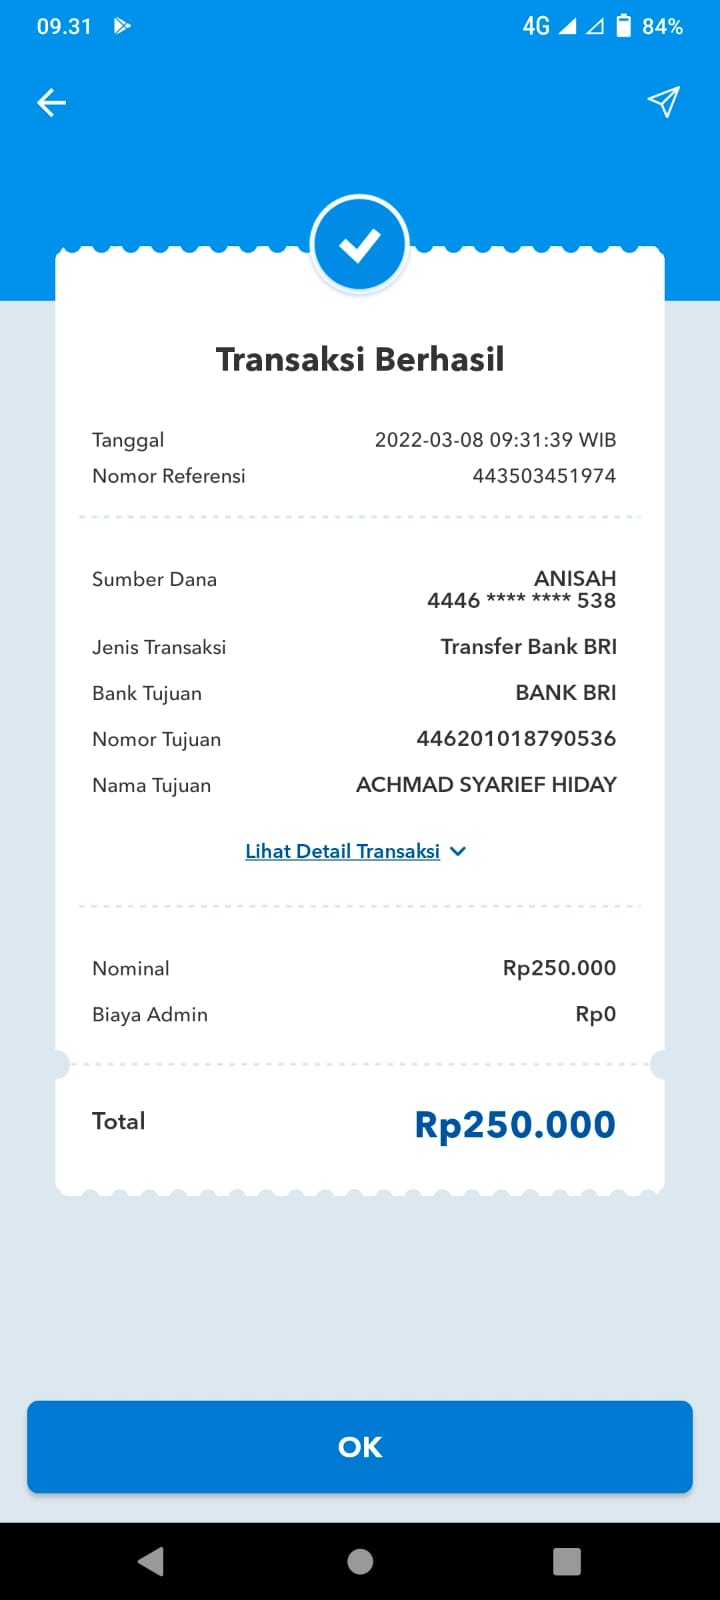 09.31
4G
84%
Transaksi Berhasil
Tanggal 2022-03-08 09:31:39 WIB
Nomor Referensi 443503451974
Sumber Dana ANISAH
4446 **** **** 538
Jenis Transaksi Transfer Bank BRI
Bank Tujuan BANK BRI
Nomor Tujuan 446201018790536
Nama Tujuan ACHMAD SYARIEF HIDAY
Lihat Detail Transaksi
Nominal Rp250.000
Biaya Admin Rp0
Total Rp250.000
OK